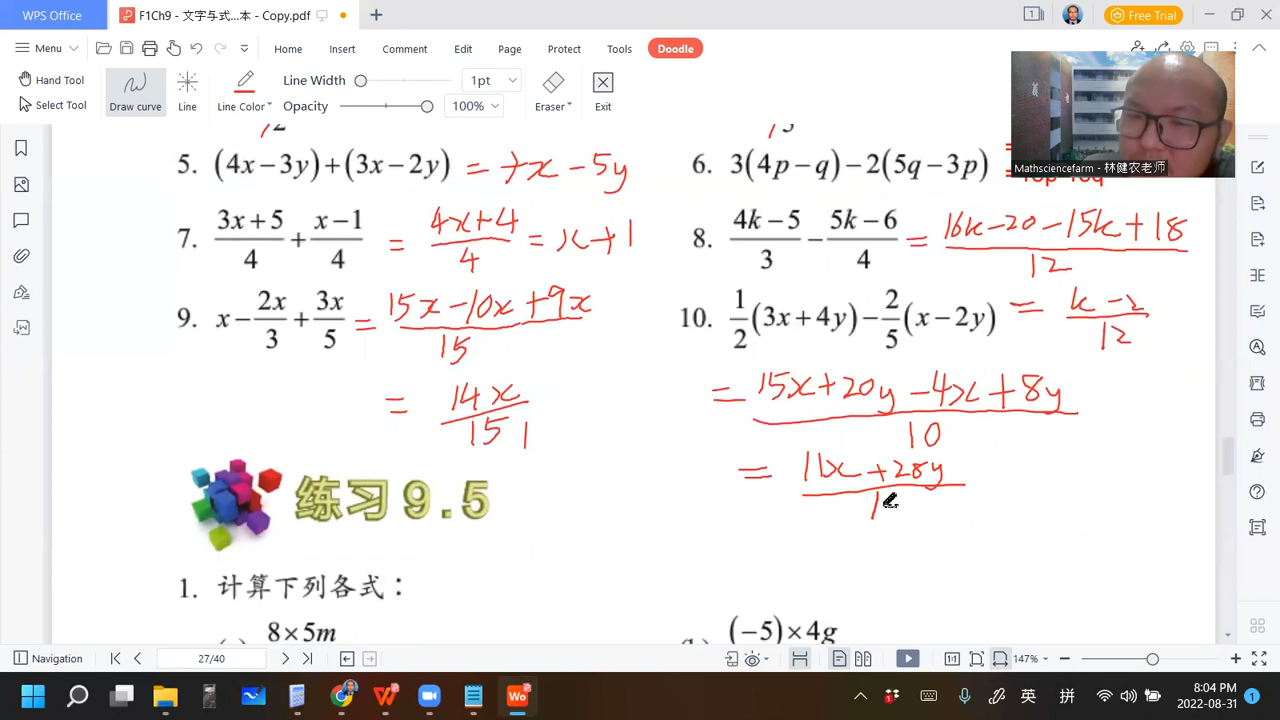 WPS Office
F1Ch9 - 文字与式...本 - Copy.pdf
Free Trial
Menu
Home
Insert
Comment
Edit
Page
Protect
Tools
Doodle
Hand Tool
Select Tool
Draw curve
Line
Line Color
Line Width
1pt
Opacity
100%
Eraser
Exit
Mathsciencefarm - 林健农老师
5. (4x−3y)+(3x−2y) = 7x −5y
6. 3(4p−q)−2(5q−3p) =
7. (3x+5)/4 + (x−1)/4 = (4x+4)/4 = x+1
8. (4k−5)/3 − (5k−6)/4 = (16k−20−15k+18)/12
= (k−2)/12
9. x − 2x/3 + 3x/5 = (15x−10x+9x)/15
= 14x/15
10. 1/2(3x+4y) − 2/5(x−2y)
= (15x+20y−4x+8y)/10
= (11x+28y)/1
练习 9.5
1. 计算下列各式：
8×5m
(−5)×4g
Navigation
27/40
147%
英
拼
8:04 PM
2022-08-31